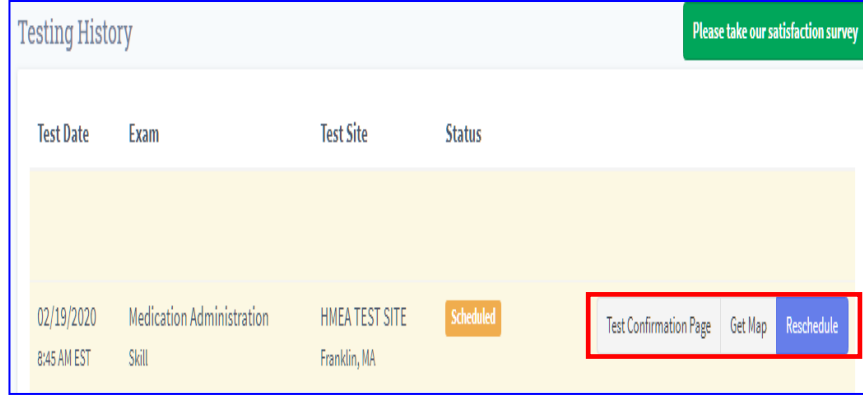 Testing History
Please take our satisfaction survey
Test Date Exam Test Site Status
02/19/2020 Medication Administration HMEA TEST SITE Scheduled Test Confirmation Page Get Map Reschedule
8:45 AM EST Skill Franklin, MA